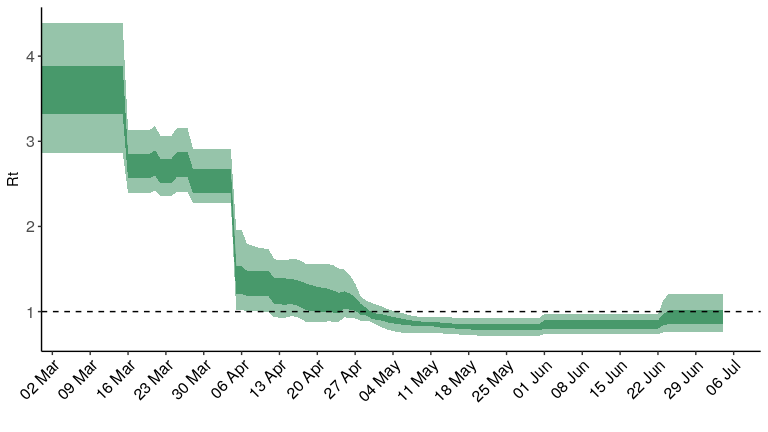 4
3
2
1
Rt
02 Mar
09 Mar
16 Mar
23 Mar
30 Mar
06 Apr
13 Apr
20 Apr
27 Apr
04 May
11 May
18 May
25 May
01 Jun
08 Jun
15 Jun
22 Jun
29 Jun
06 Jul